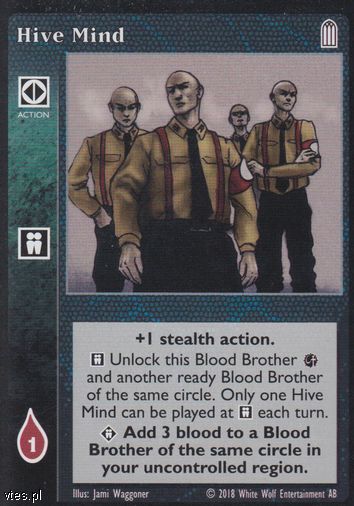 Hive Mind
ACTION
+1 stealth action.
Unlock this Blood Brother
and another ready Blood Brother
of the same circle. Only one Hive
Mind can be played at each turn.
Add 3 blood to a Blood
Brother of the same circle in
your uncontrolled region.
1
Illus: Jami Waggoner © 2018 White Wolf Entertainment AB
vtes.pl